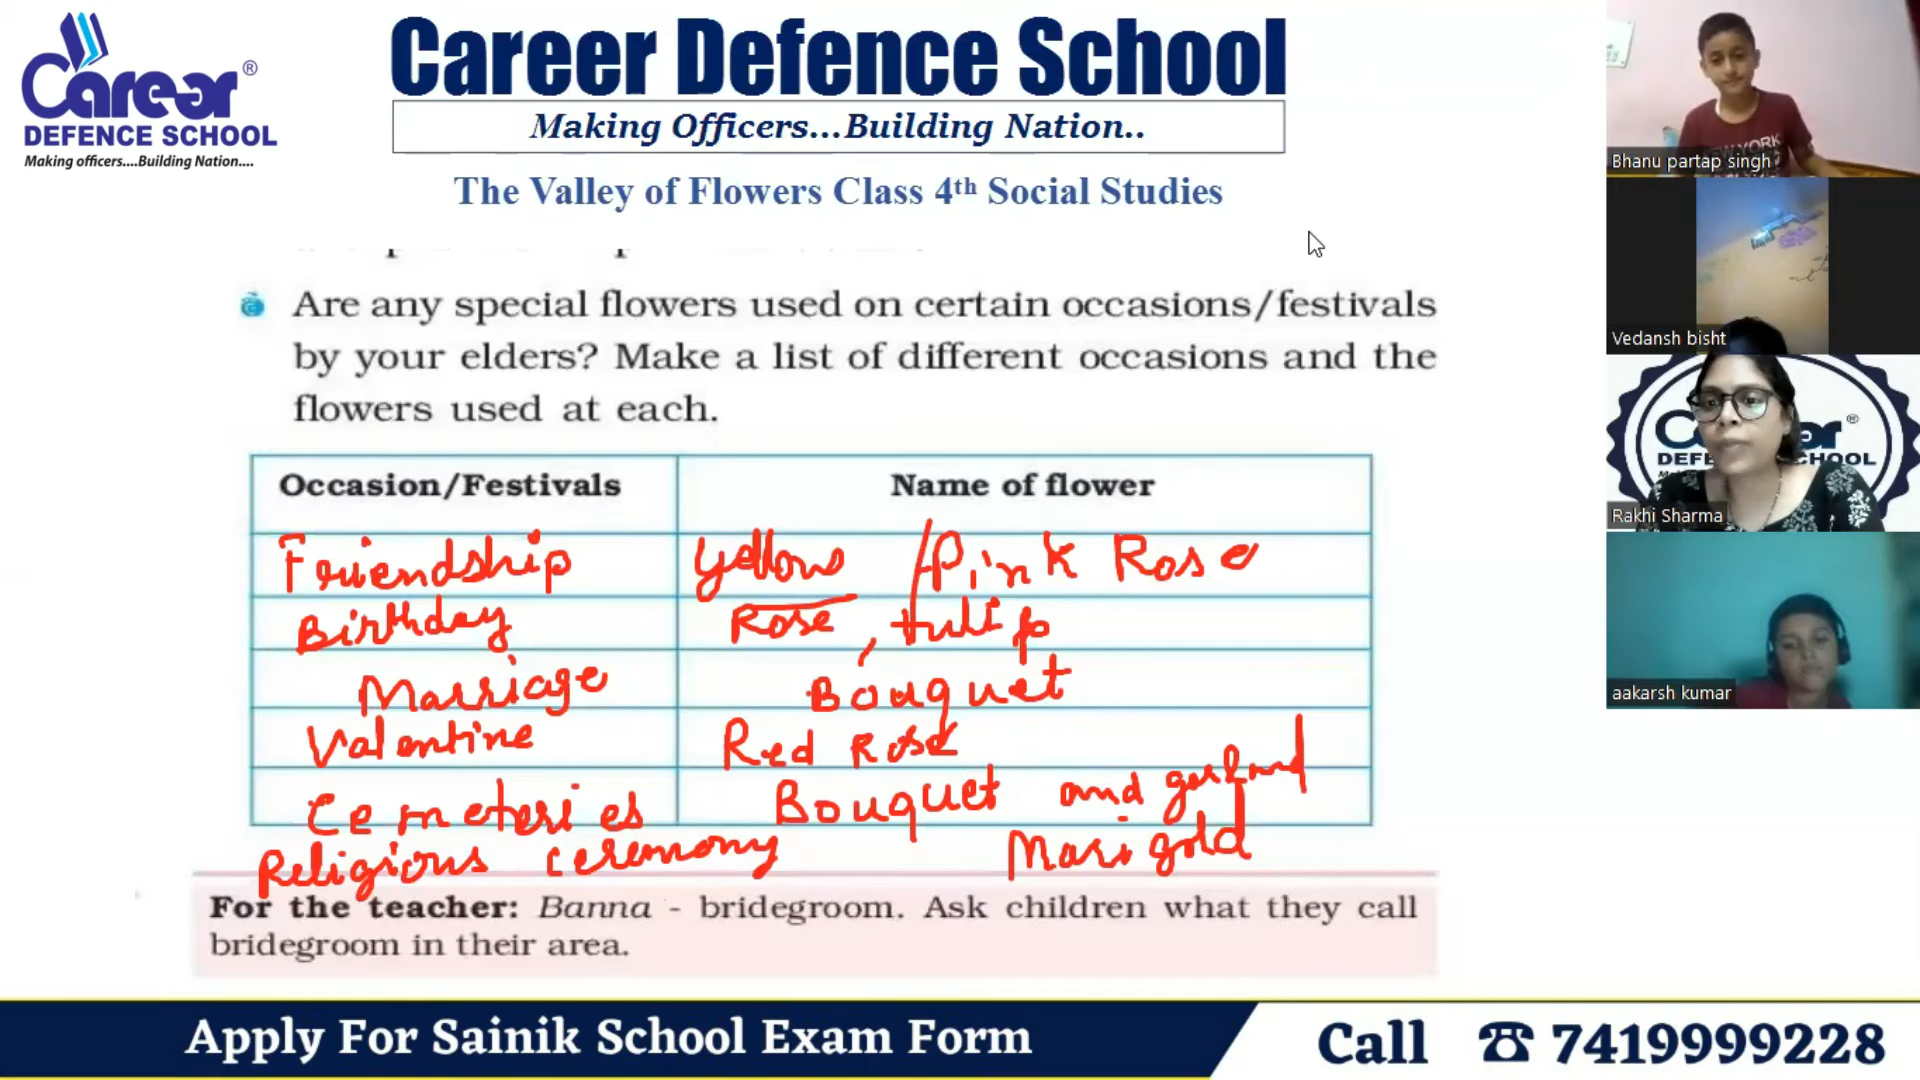 Carear ®
DEFENCE SCHOOL
Making officers....Building Nation....
Career Defence School
Making Officers...Building Nation..
The Valley of Flowers Class 4th Social Studies
Are any special flowers used on certain occasions/festivals
by your elders? Make a list of different occasions and the
flowers used at each.
Occasion/Festivals Name of flower
Friendship Yellow / Pink Rose
Birthday Rose, tulip
Marriage Bouquet
Valentine Red Rose
Cemeteries Bouquet and garland
Religious ceremony Marigold
For the teacher: Banna - bridegroom. Ask children what they call
bridegroom in their area.
Apply For Sainik School Exam Form
Call ☎ 7419999228
NEW YORK
Bhanu partap singh
Vedansh bisht
Rakhi Sharma
aakarsh kumar